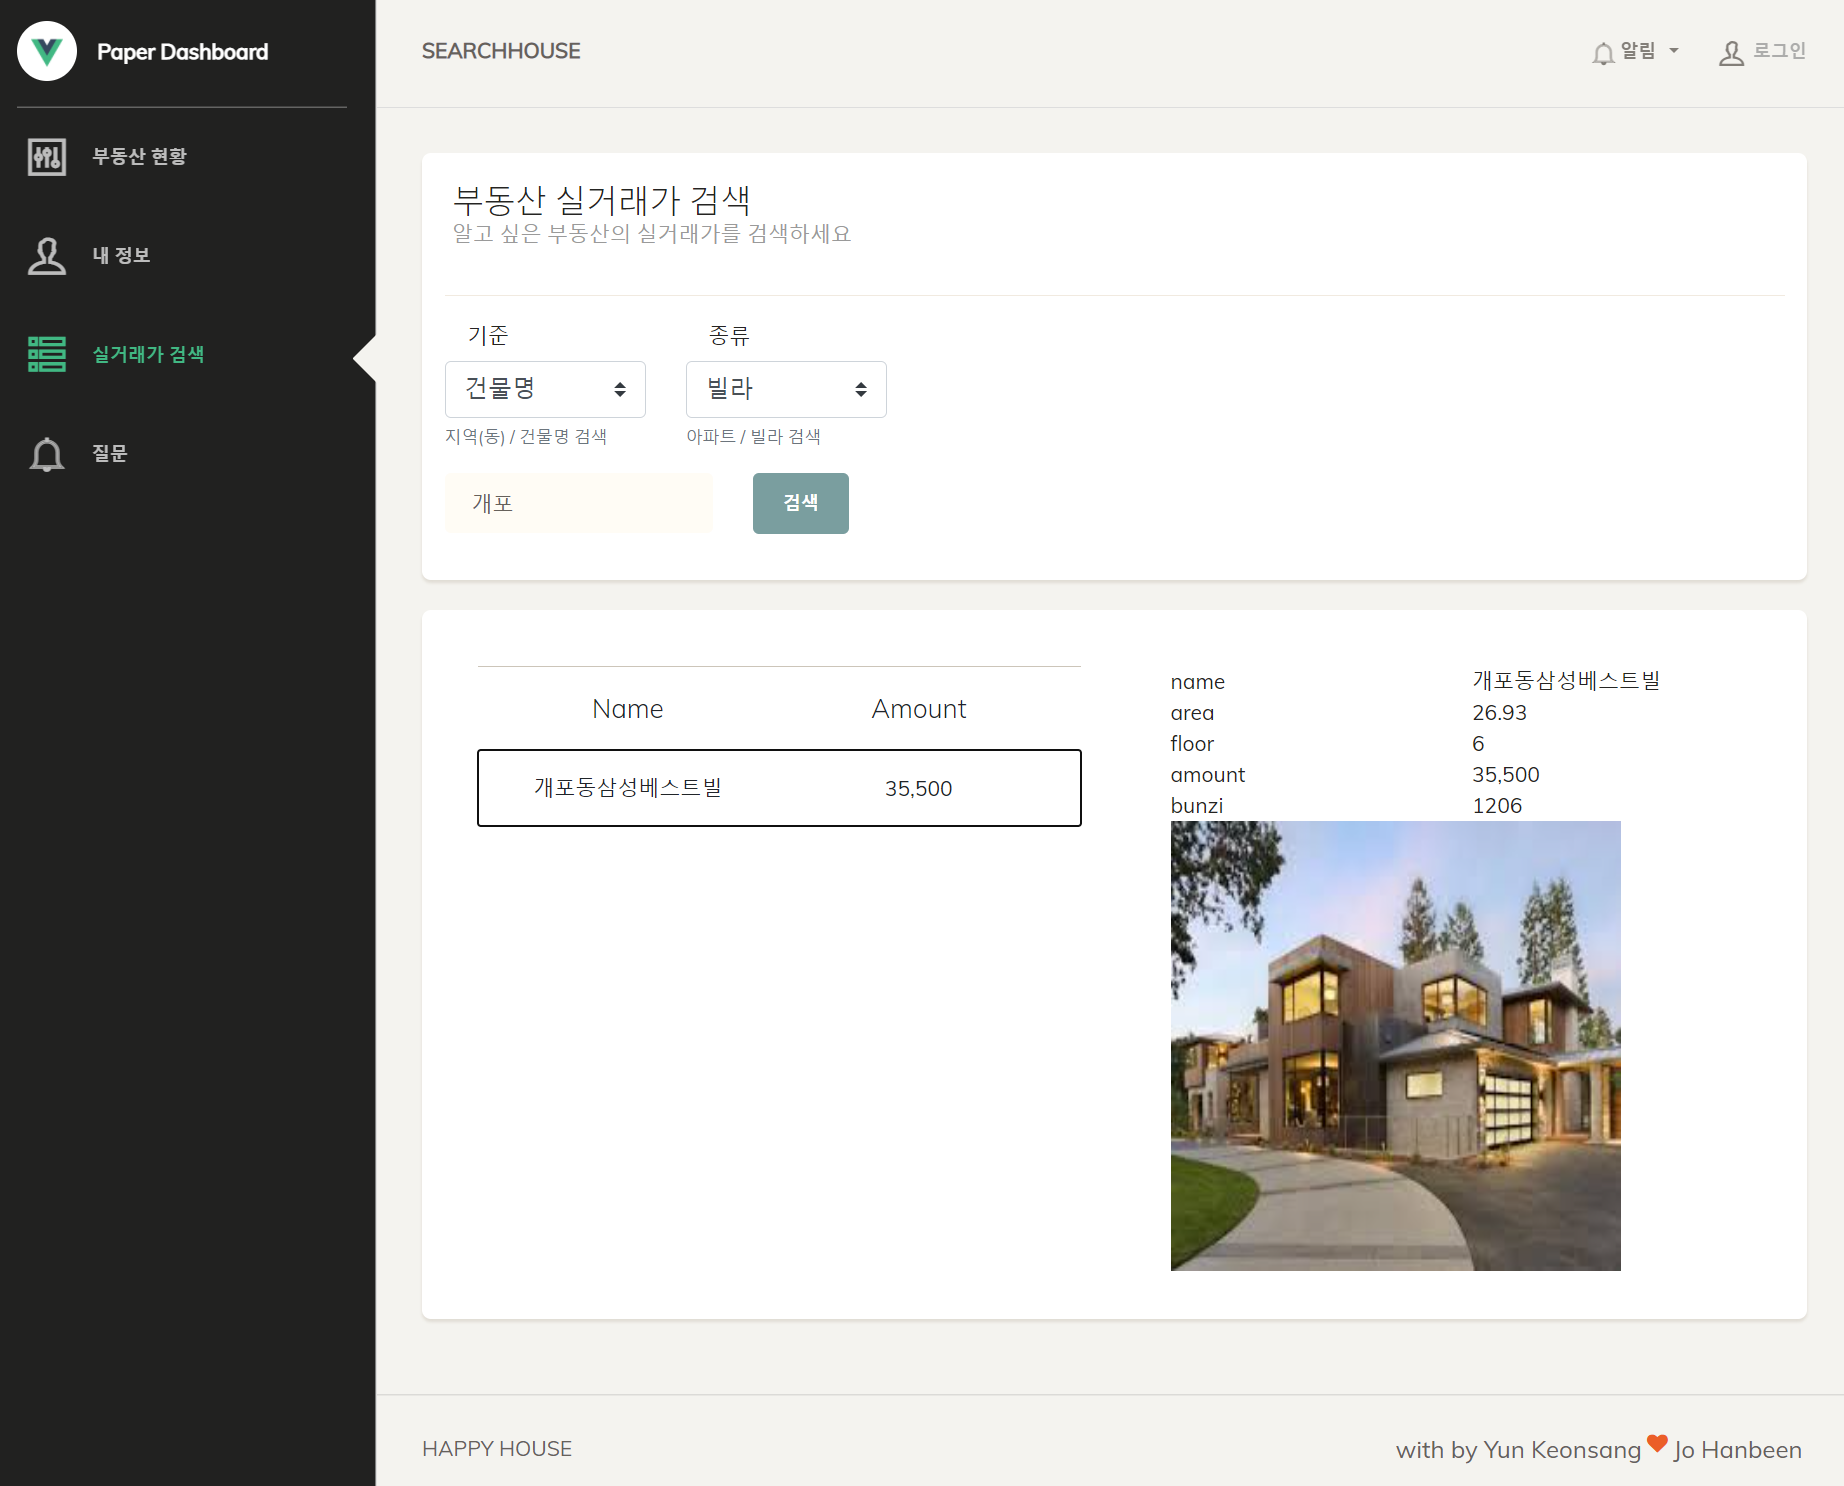 Paper Dashboard
부동산 현황
내 정보
실거래가 검색
질문
SEARCHHOUSE
알림
로그인
부동산 실거래가 검색
알고 싶은 부동산의 실거래가를 검색하세요
기준 종류
건물명 빌라
지역(동) / 건물명 검색 아파트 / 빌라 검색
개포 검색
Name Amount
개포동삼성베스트빌 35,500
name 개포동삼성베스트빌
area 26.93
floor 6
amount 35,500
bunzi 1206
HAPPY HOUSE
with by Yun Keonsang Jo Hanbeen